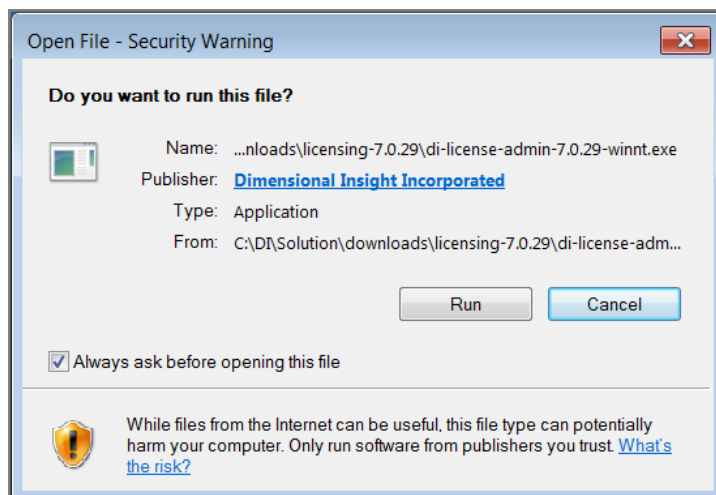 Open File - Security Warning
Do you want to run this file?
Name: ...nloads\licensing-7.0.29\di-license-admin-7.0.29-winnt.exe
Publisher: Dimensional Insight Incorporated
Type: Application
From: C:\DI\Solution\downloads\licensing-7.0.29\di-license-adm...
Run Cancel
Always ask before opening this file
While files from the Internet can be useful, this file type can potentially
harm your computer. Only run software from publishers you trust. What's
the risk?